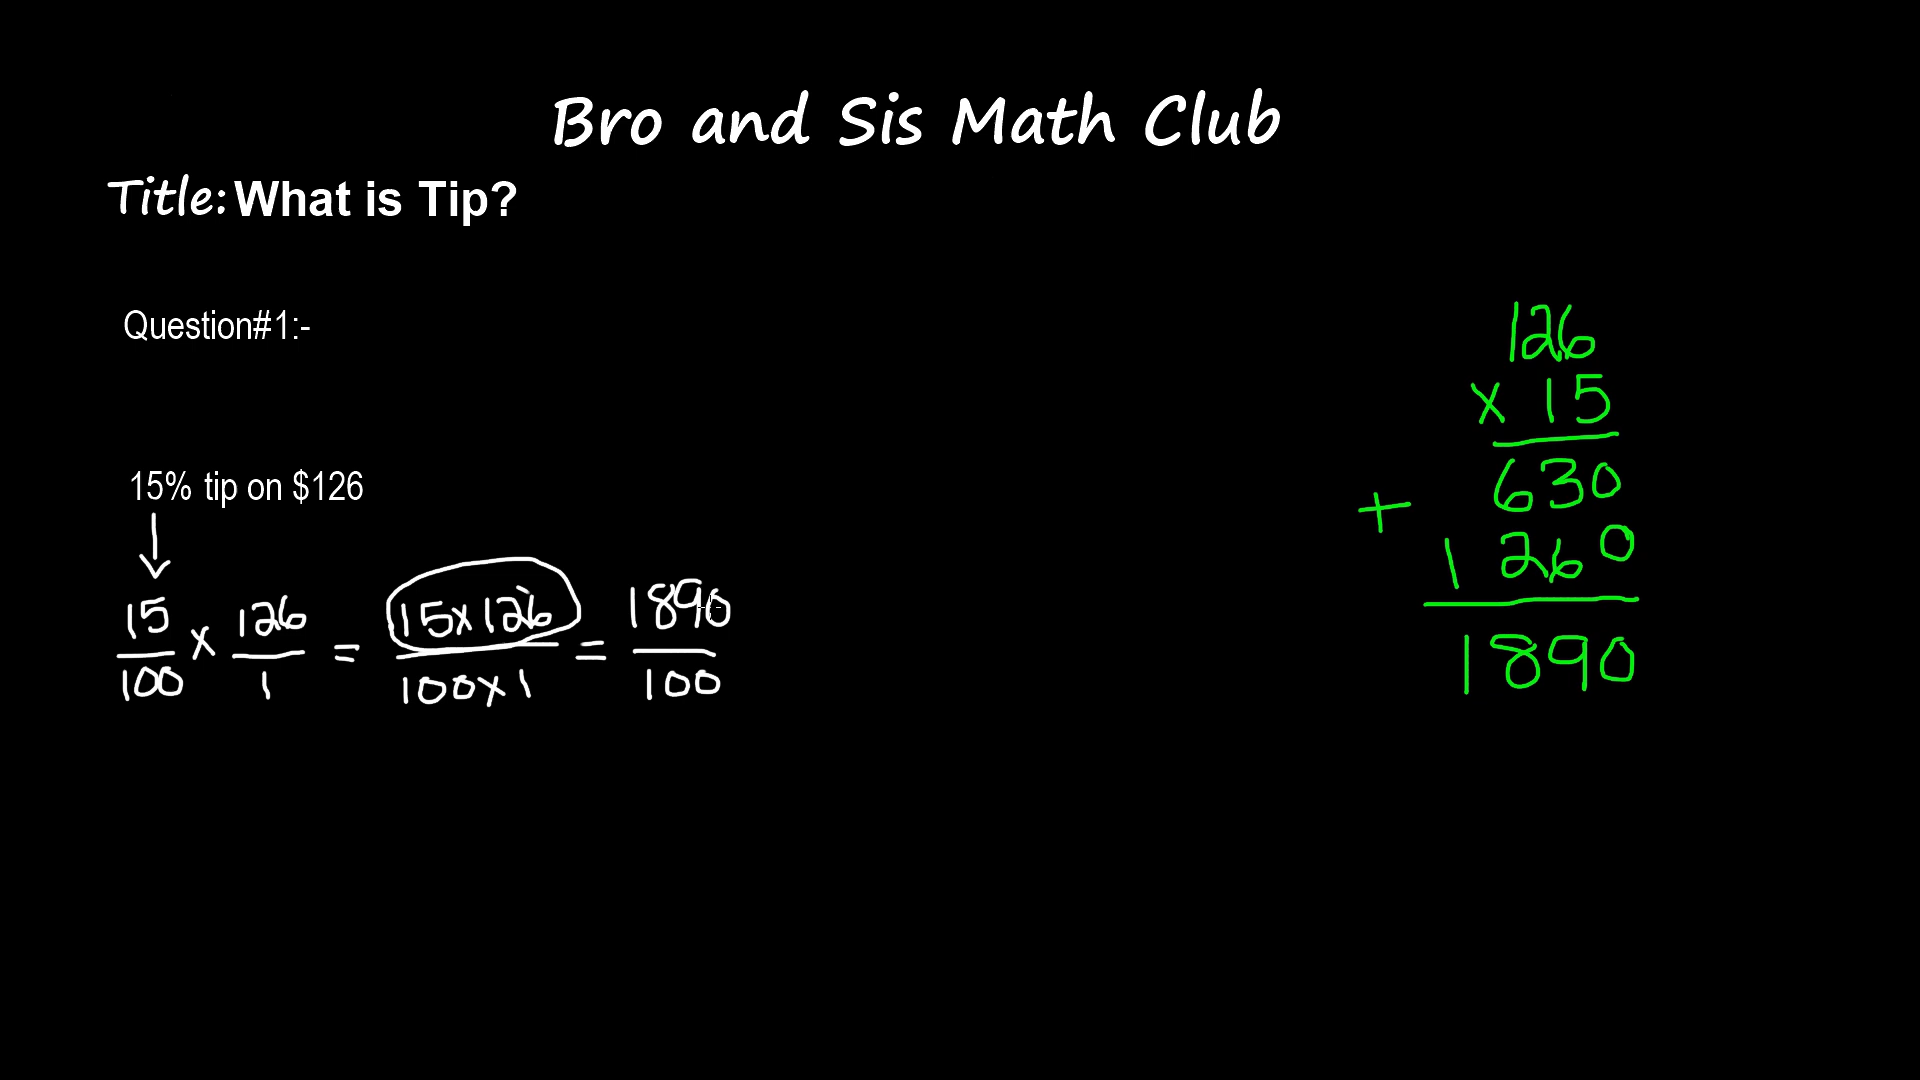 Bro and Sis Math Club
Title: What is Tip?
Question#1:-
15% tip on $126
15/100 x 126/1 = 15x126/100x1 = 1890/100
126
x 15
630
+ 1260
1890